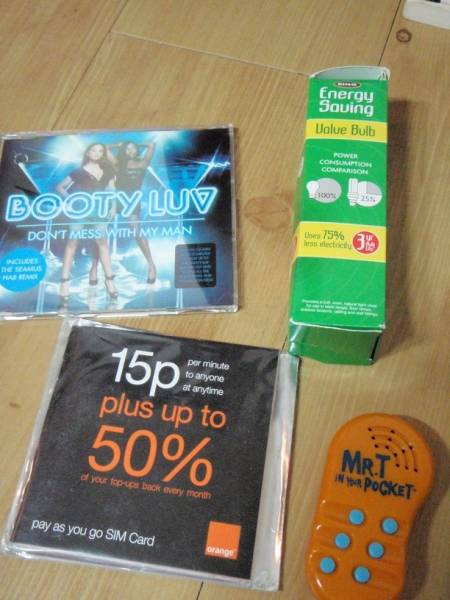 BOOTY LUV
DON'T MESS WITH MY MAN
INCLUDES
THE SEAMUS
HAJI REMIX
Energy
Saving
Value Bulb
POWER
CONSUMPTION
COMPARISON
100%
25%
Uses 75%
less electricity
3
15p
per minute
to anyone
at anytime
plus up to
50%
of your top-ups back every month
pay as you go SIM Card
orange
MR.T
IN YOUR POCKET